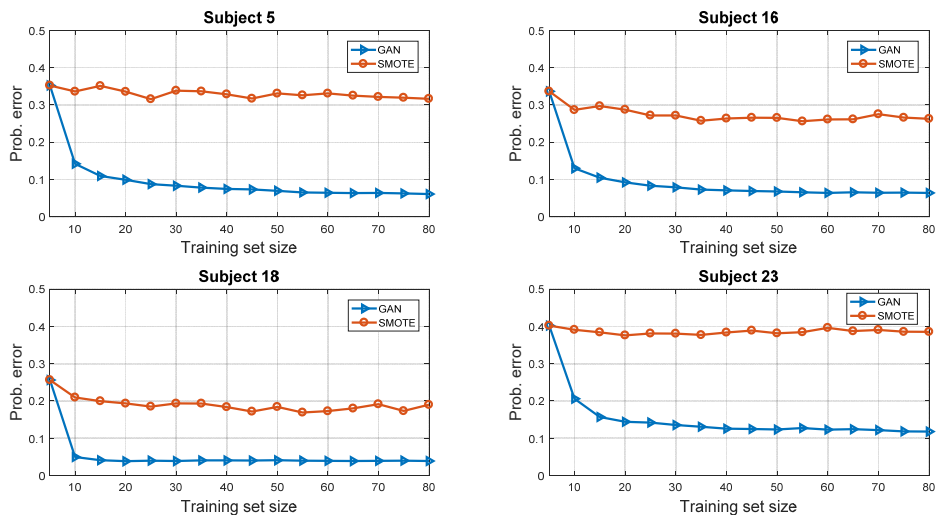 Subject 5
0.5
0.4
0.3
0.2
0.1
0
Prob. error
GAN
SMOTE
10 20 30 40 50 60 70 80
Training set size
Subject 16
0.5
0.4
0.3
0.2
0.1
0
Prob. error
GAN
SMOTE
10 20 30 40 50 60 70 80
Training set size
Subject 18
0.5
0.4
0.3
0.2
0.1
0
Prob. error
GAN
SMOTE
10 20 30 40 50 60 70 80
Training set size
Subject 23
0.5
0.4
0.3
0.2
0.1
0
Prob. error
GAN
SMOTE
10 20 30 40 50 60 70 80
Training set size